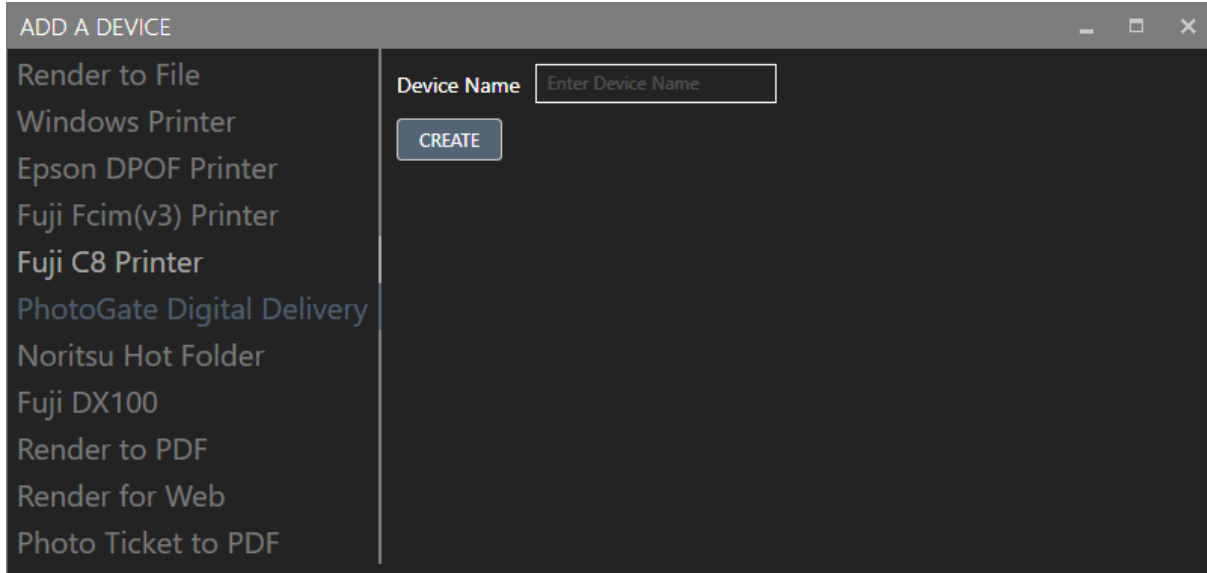 ADD A DEVICE
Render to File
Windows Printer
Epson DPOF Printer
Fuji Fcim(v3) Printer
Fuji C8 Printer
PhotoGate Digital Delivery
Noritsu Hot Folder
Fuji DX100
Render to PDF
Render for Web
Photo Ticket to PDF
Device Name Enter Device Name
CREATE